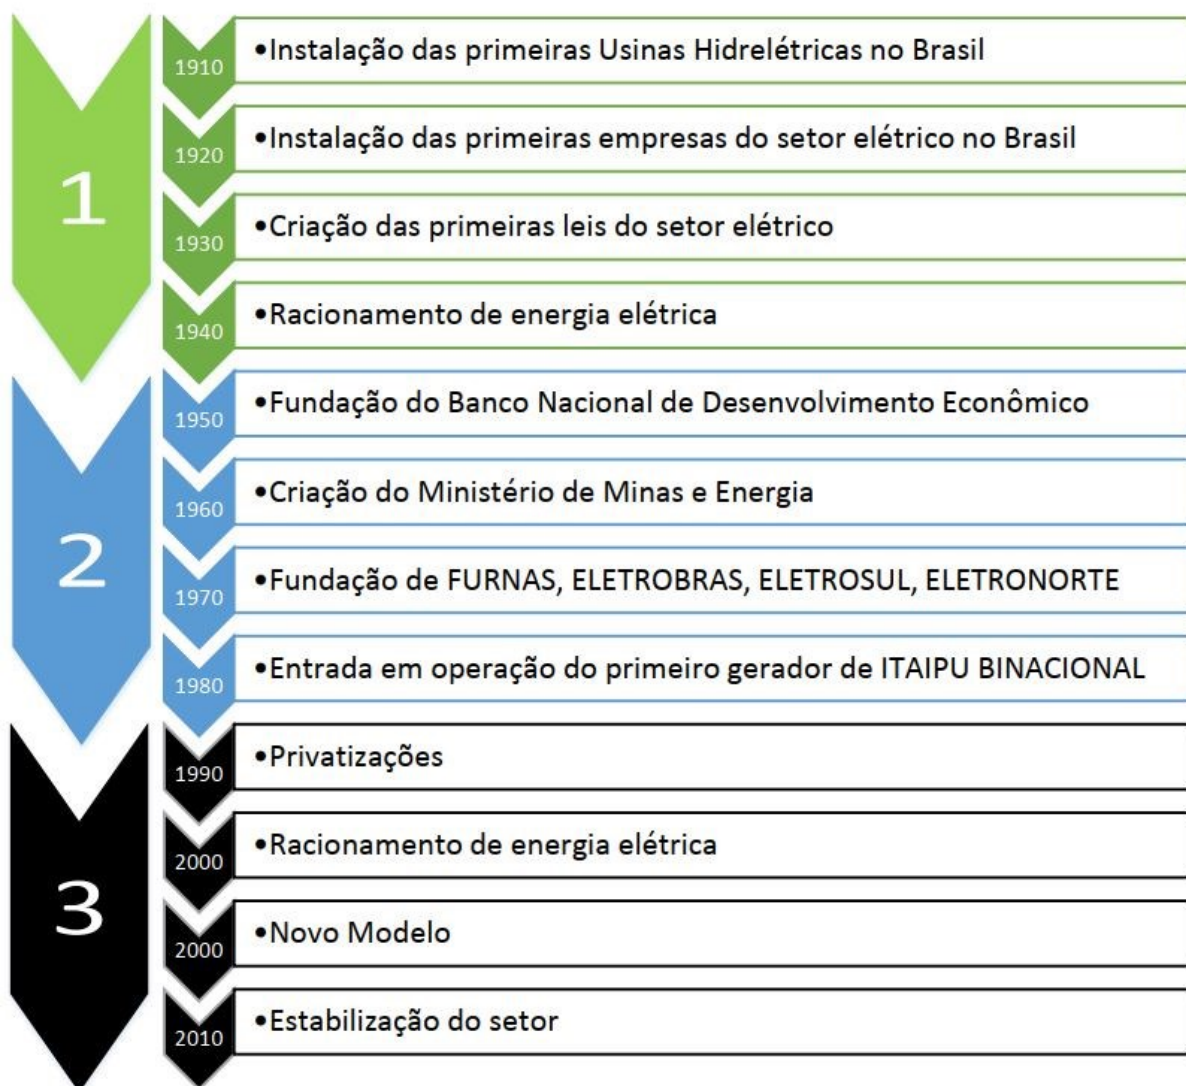 1
1910
•Instalação das primeiras Usinas Hidrelétricas no Brasil
1920
•Instalação das primeiras empresas do setor elétrico no Brasil
1930
•Criação das primeiras leis do setor elétrico
1940
•Racionamento de energia elétrica
2
1950
•Fundação do Banco Nacional de Desenvolvimento Econômico
1960
•Criação do Ministério de Minas e Energia
1970
•Fundação de FURNAS, ELETROBRAS, ELETROSUL, ELETRONORTE
1980
•Entrada em operação do primeiro gerador de ITAIPU BINACIONAL
3
1990
•Privatizações
2000
•Racionamento de energia elétrica
2000
•Novo Modelo
2010
•Estabilização do setor